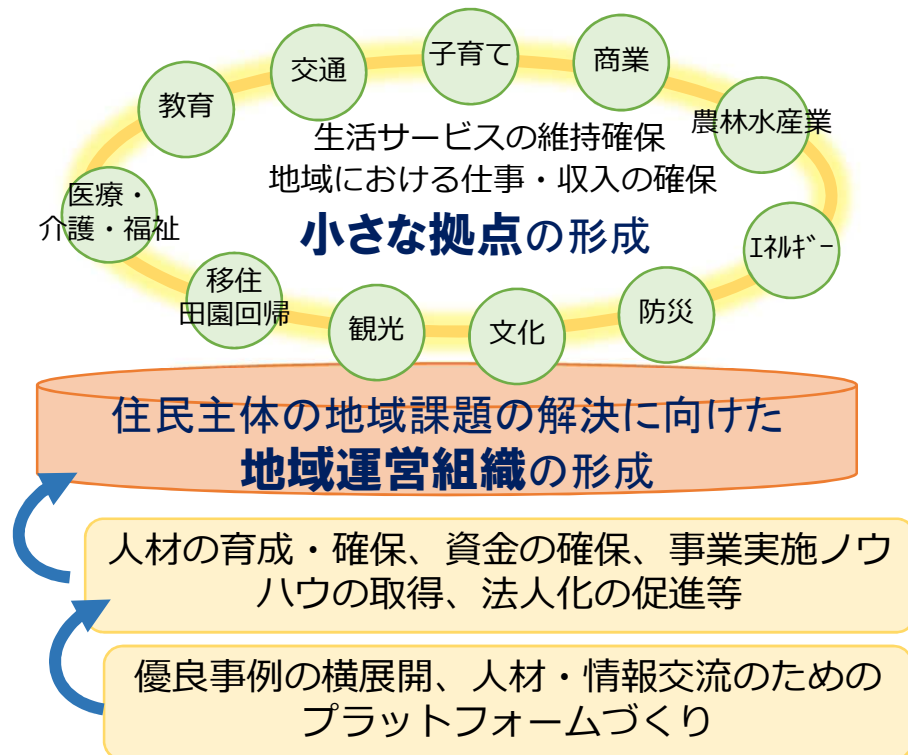 子育て
交通
商業
教育
農林水産業
生活サービスの維持確保
地域における仕事・収入の確保
医療・
介護・福祉
小さな拠点の形成
ｴﾈﾙｷﾞｰ
移住
田園回帰
観光
文化
防災
住民主体の地域課題の解決に向けた
地域運営組織の形成
人材の育成・確保、資金の確保、事業実施ノウ
ハウの取得、法人化の促進等
優良事例の横展開、人材・情報交流のための
プラットフォームづくり